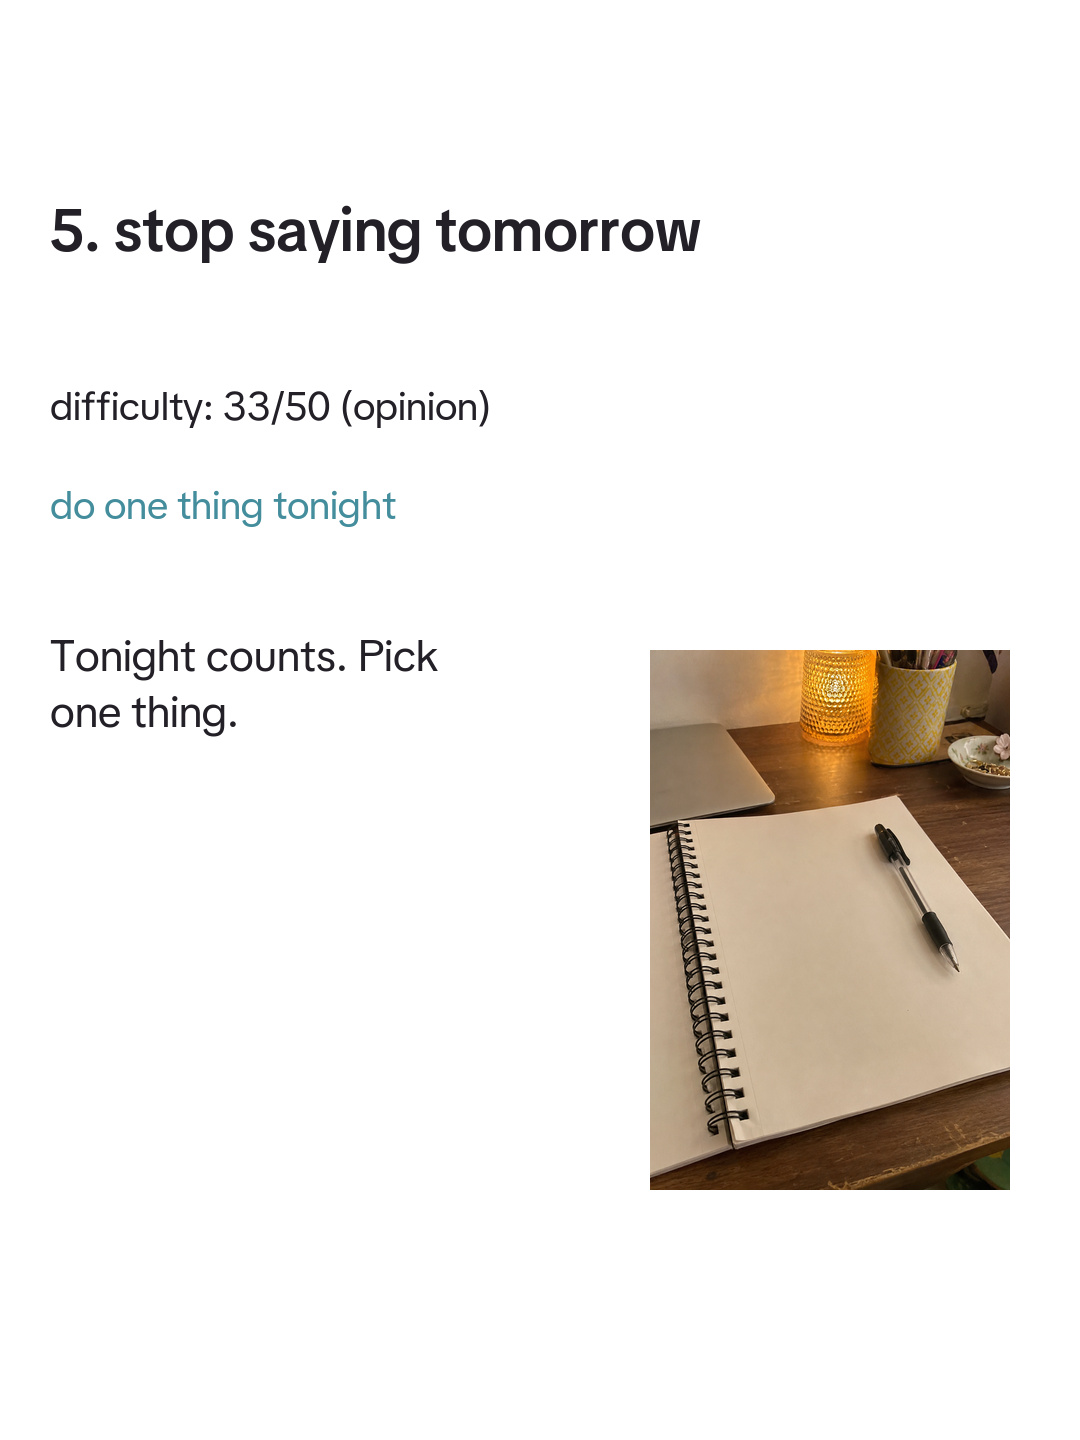 5. stop saying tomorrow
difficulty: 33/50 (opinion)
do one thing tonight
Tonight counts. Pick
one thing.